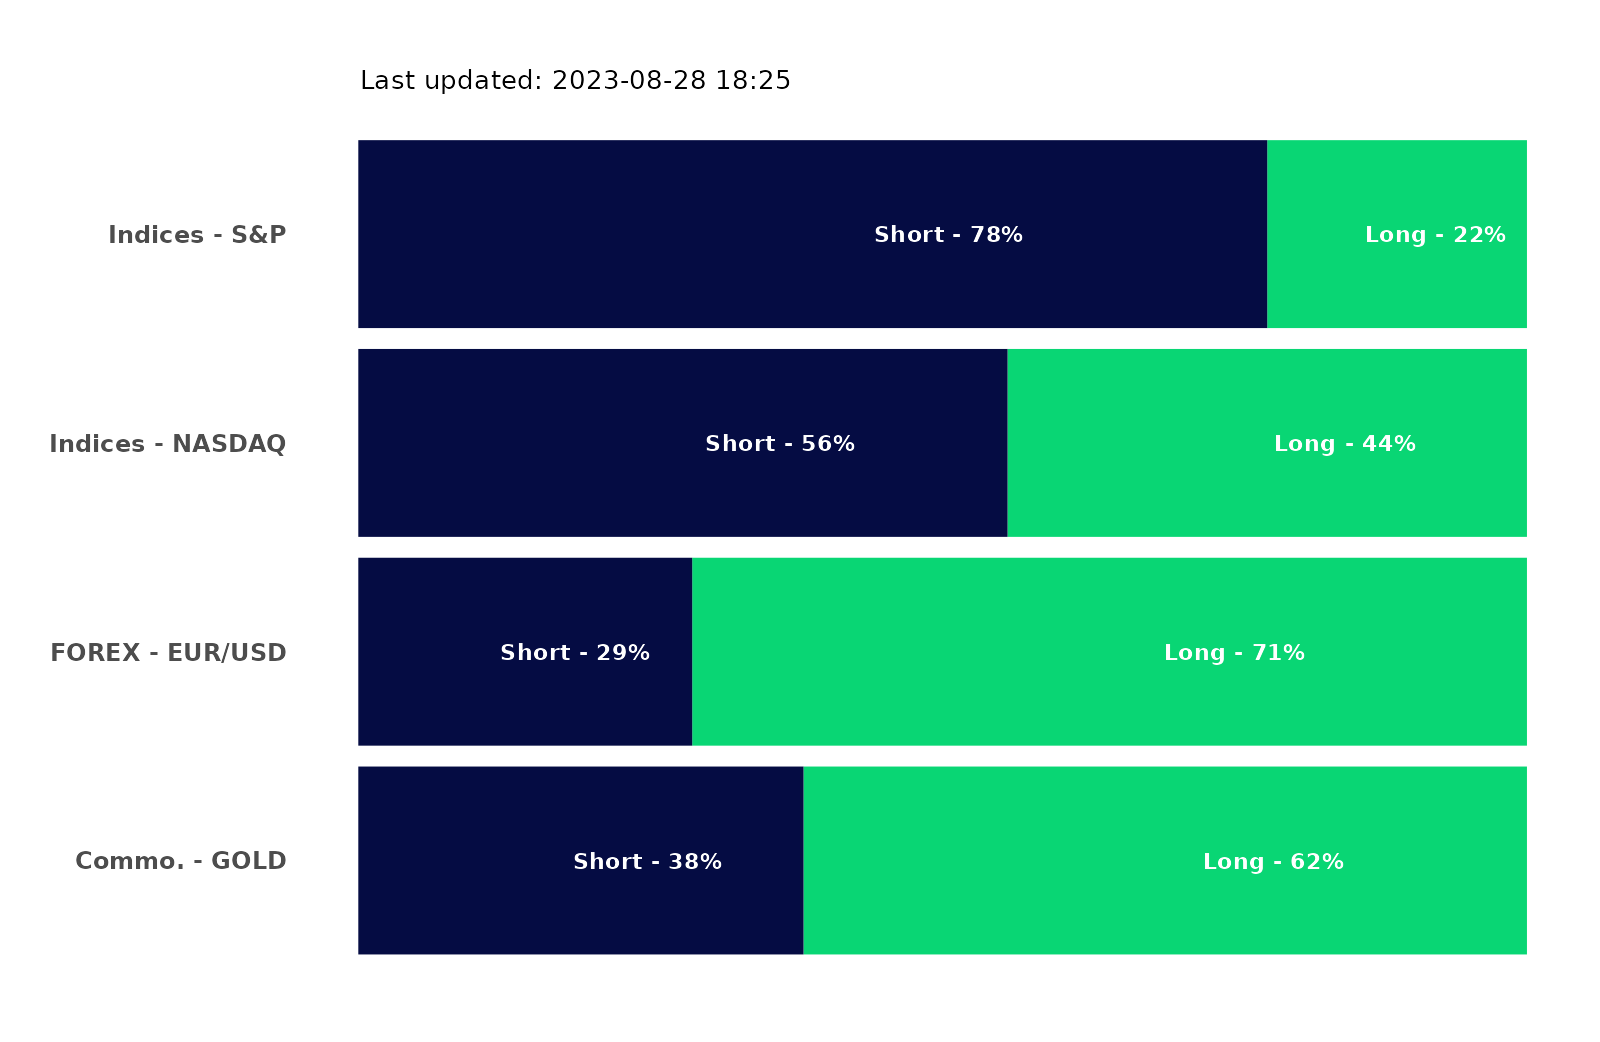 Last updated: 2023-08-28 18:25
Indices - S&P Short - 78% Long - 22%
Indices - NASDAQ Short - 56% Long - 44%
FOREX - EUR/USD Short - 29% Long - 71%
Commo. - GOLD Short - 38% Long - 62%